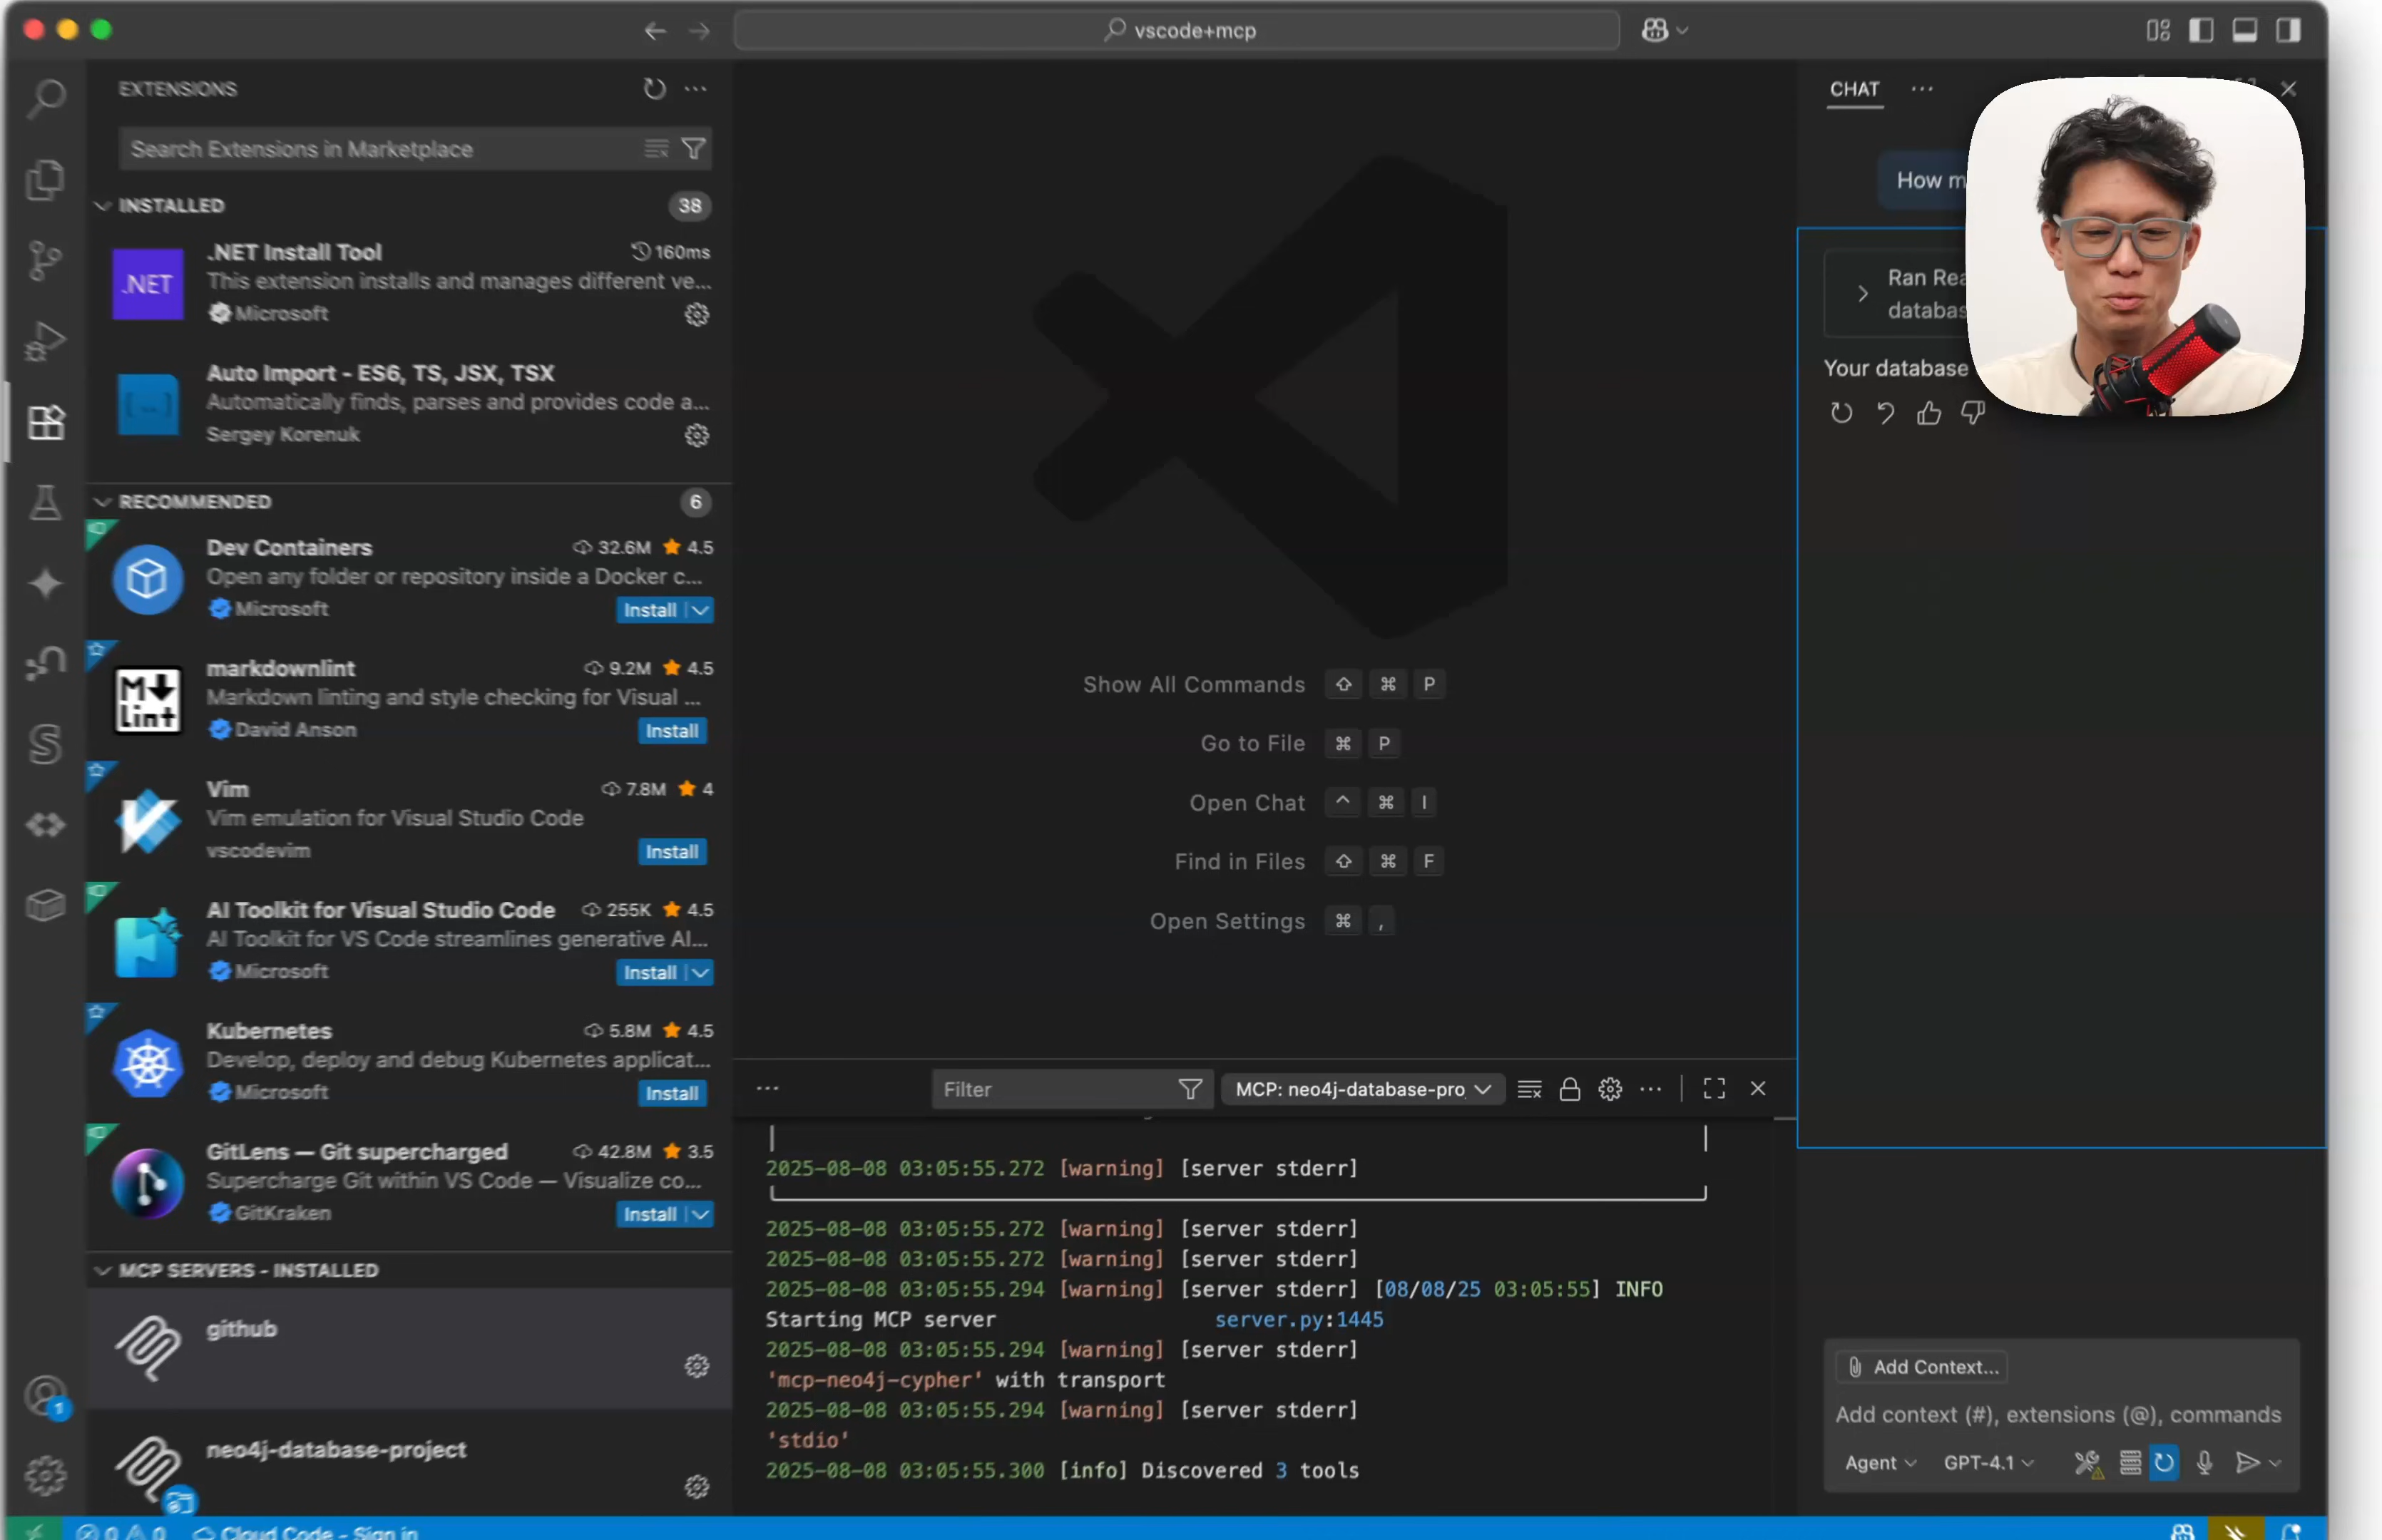 vscode+mcp
EXTENSIONS
Search Extensions in Marketplace
INSTALLED
38
.NET
.NET Install Tool
160ms
This extension installs and manages different ve...
Microsoft
Auto Import - ES6, TS, JSX, TSX
Automatically finds, parses and provides code a...
Sergey Korenuk
RECOMMENDED
6
Dev Containers
32.6M
4.5
Open any folder or repository inside a Docker c...
Microsoft
Install
M
Lint
markdownlint
9.2M
4.5
Markdown linting and style checking for Visual ...
David Anson
Install
Vim
7.8M
4
Vim emulation for Visual Studio Code
vscodevim
Install
AI Toolkit for Visual Studio Code
255K
4.5
AI Toolkit for VS Code streamlines generative AI...
Microsoft
Install
Kubernetes
5.8M
4.5
Develop, deploy and debug Kubernetes applicat...
Microsoft
Install
GitLens — Git supercharged
42.8M
3.5
Supercharge Git within VS Code — Visualize co...
GitKraken
Install
MCP SERVERS - INSTALLED
github
neo4j-database-project
1
0 0 Cloud Code - Sign in
Show All Commands ⇧ ⌘ P
Go to File ⌘ P
Open Chat ^ ⌘ I
Find in Files ⇧ ⌘ F
Open Settings ⌘ ,
...
Filter
MCP: neo4j-database-pro
2025-08-08 03:05:55.272 [warning] [server stderr]
2025-08-08 03:05:55.272 [warning] [server stderr]
2025-08-08 03:05:55.272 [warning] [server stderr]
2025-08-08 03:05:55.294 [warning] [server stderr] [08/08/25 03:05:55] INFO
Starting MCP server server.py:1445
2025-08-08 03:05:55.294 [warning] [server stderr]
'mcp-neo4j-cypher' with transport
2025-08-08 03:05:55.294 [warning] [server stderr]
'stdio'
2025-08-08 03:05:55.300 [info] Discovered 3 tools
CHAT
How
Ran
Your database
Add Context...
Add context (#), extensions (@), commands
Agent
GPT-4.1